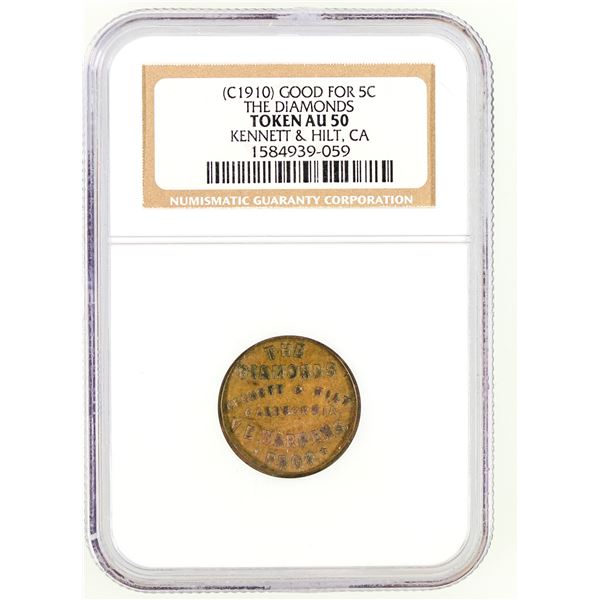 (C1910) GOOD FOR 5C
THE DIAMONDS
TOKEN AU 50
KENNETT & HILT, CA
1584939-059
NUMISMATIC GUARANTY CORPORATION
THE
DIAMONDS
KENNETT & HILT
CALIFORNIA
WARREN
PROP